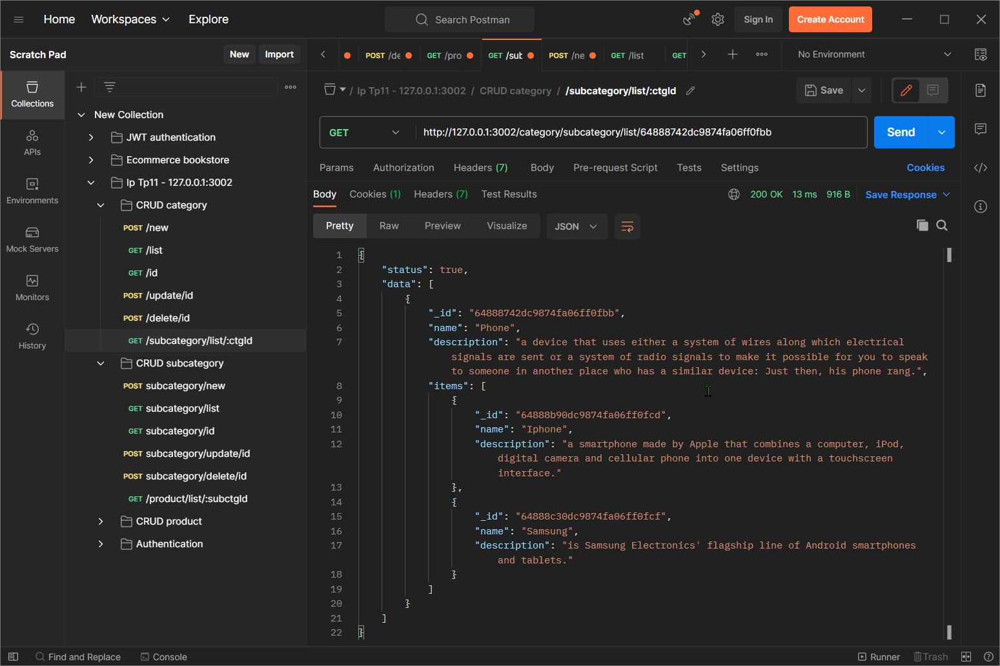 Home Workspaces Explore Search Postman Sign In Create Account
Scratch Pad New Import
POST /de GET /pro GET /sub POST /ne GET /list GET No Environment
Collections
APIs
Environments
Mock Servers
Monitors
History
New Collection
JWT authentication
Ecommerce bookstore
Ip Tp11 - 127.0.0.1:3002
CRUD category
POST /new
GET /list
GET /id
POST /update/id
POST /delete/id
GET /subcategory/list/:ctgId
CRUD subcategory
POST subcategory/new
GET subcategory/list
GET subcategory/id
POST subcategory/update/id
POST subcategory/delete/id
GET /product/list/:subctgId
CRUD product
Authentication
/ Ip Tp11 - 127.0.0.1:3002 / CRUD category / /subcategory/list/:ctgId Save
GET http://127.0.0.1:3002/category/subcategory/list/64888742dc9874fa06ff0fbb Send
Params Authorization Headers (7) Body Pre-request Script Tests Settings Cookies
Body Cookies (1) Headers (7) Test Results 200 OK 13 ms 916 B Save Response
Pretty Raw Preview Visualize JSON
1 {
2 "status": true,
3 "data": [
4 {
5 "_id": "64888742dc9874fa06ff0fbb",
6 "name": "Phone",
7 "description": "a device that uses either a system of wires along which electrical
signals are sent or a system of radio signals to make it possible for you to speak
to someone in another place who has a similar device: Just then, his phone rang.",
8 "items": [
9 {
10 "_id": "64888b90dc9874fa06ff0fcd",
11 "name": "Iphone",
12 "description": "a smartphone made by Apple that combines a computer, iPod,
digital camera and cellular phone into one device with a touchscreen
interface."
13 },
14 {
15 "_id": "64888c30dc9874fa06ff0fcf",
16 "name": "Samsung",
17 "description": "is Samsung Electronics' flagship line of Android smartphones
and tablets."
18 }
19 ]
20 }
21 ]
22 }
Find and Replace Console Runner Trash